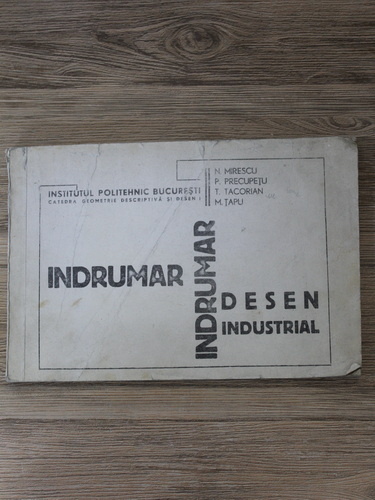 INSTITUTUL POLITEHNIC BUCUREȘTI
CATEDRA GEOMETRIE DESCRIPTIVĂ ȘI DESEN
N. MIRESCU
P. PRECUPEȚU
T. TACORIAN
M. ȚAPU
INDRUMAR
INDRUMAR
DESEN
INDUSTRIAL